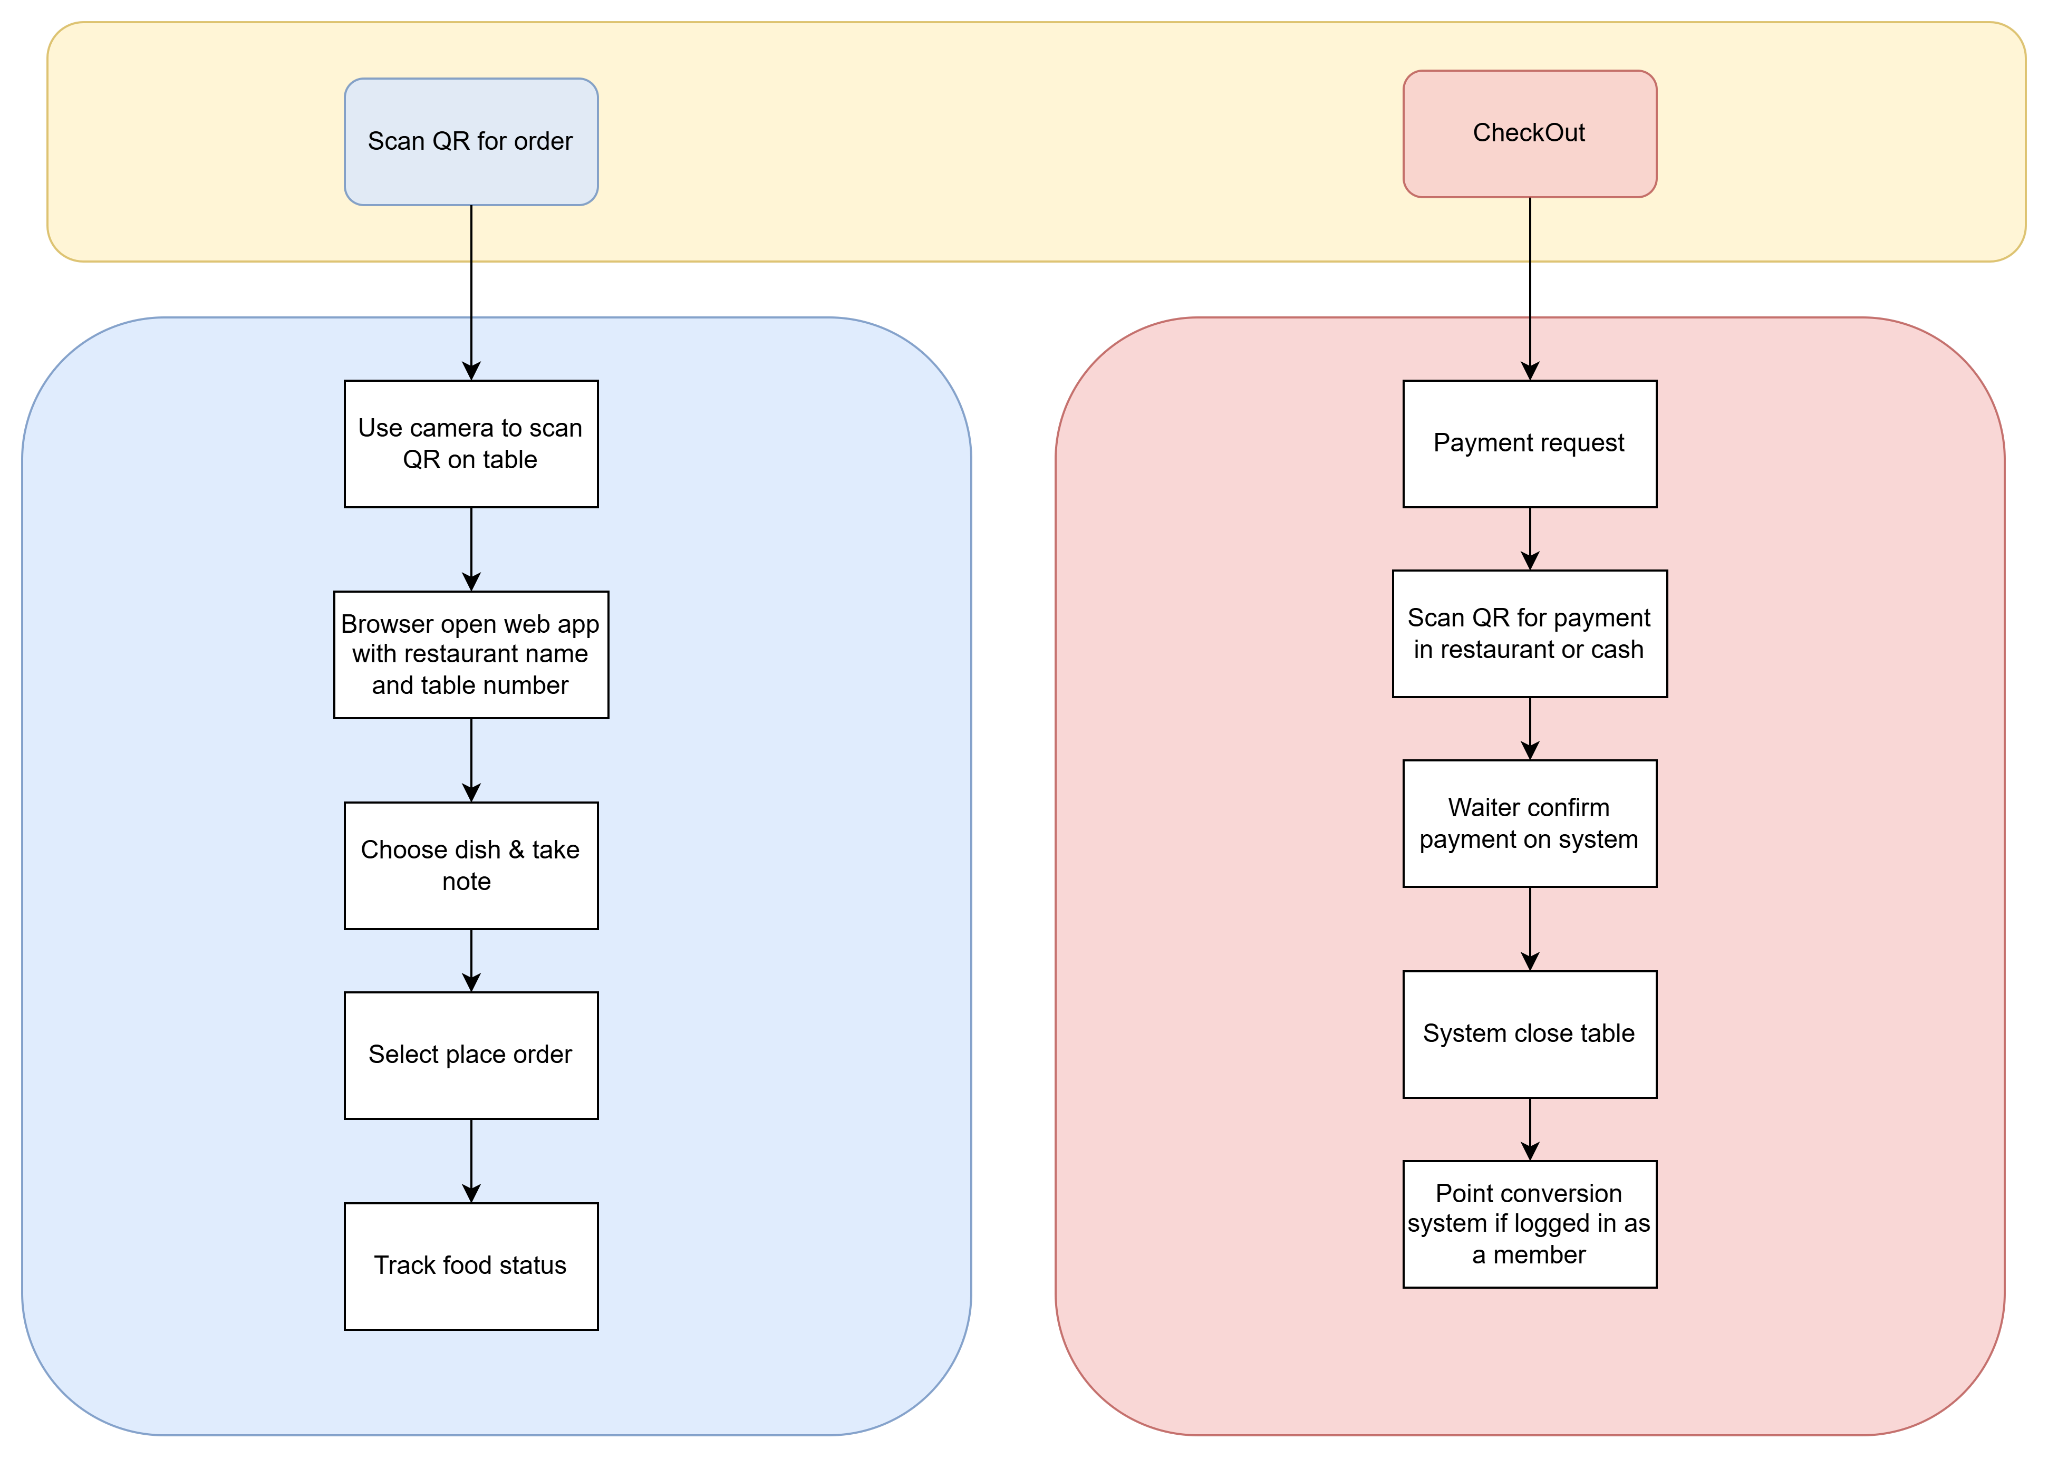 Scan QR for order
CheckOut
Use camera to scan
QR on table
Browser open web app
with restaurant name
and table number
Choose dish & take
note
Select place order
Track food status
Payment request
Scan QR for payment
in restaurant or cash
Waiter confirm
payment on system
System close table
Point conversion
system if logged in as
a member